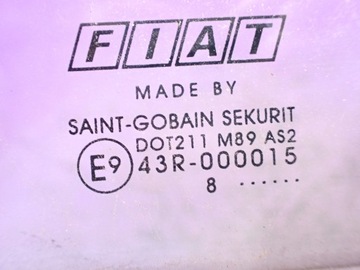 FIAT
MADE BY
SAINT-GOBAIN SEKURIT
DOT211 M89 AS2
E9 43R-000015
8 ......